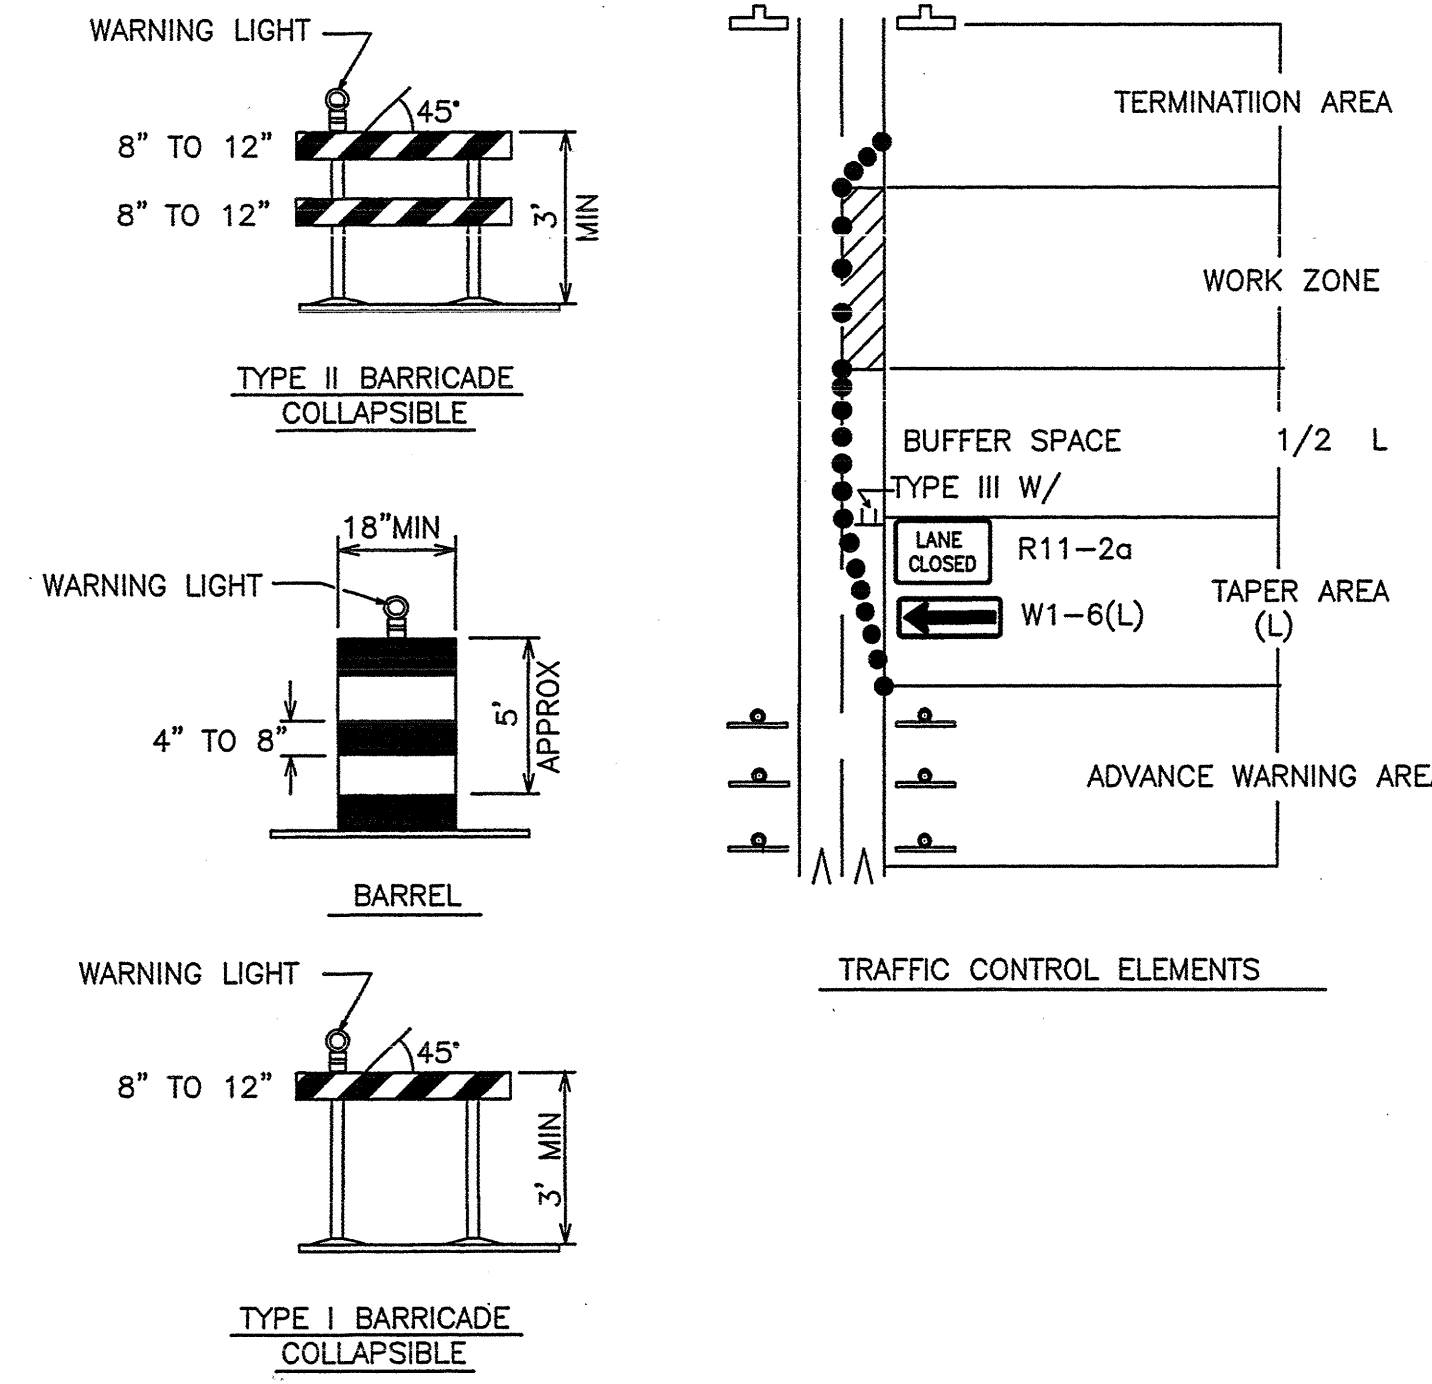 WARNING LIGHT
45°
8" TO 12"
8" TO 12"
3'
MIN
TYPE II BARRICADE
COLLAPSIBLE
18"MIN
WARNING LIGHT
4" TO 8"
5'
APPROX
BARREL
WARNING LIGHT
45°
8" TO 12"
3' MIN
TYPE I BARRICADE
COLLAPSIBLE
TERMINATIION AREA
WORK ZONE
BUFFER SPACE 1/2 L
TYPE III W/
LANE
CLOSED
R11-2a
W1-6(L)
TAPER AREA
(L)
ADVANCE WARNING AREA
TRAFFIC CONTROL ELEMENTS